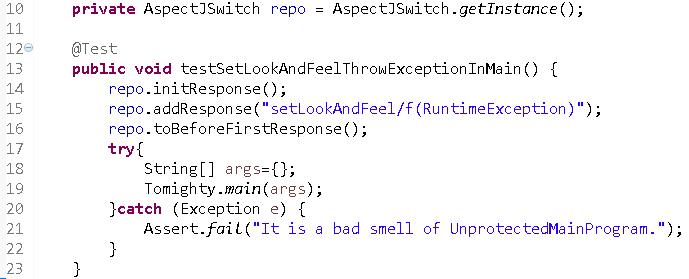 10 private AspectJSwitch repo = AspectJSwitch.getInstance();
11
12 @Test
13 public void testSetLookAndFeelThrowExceptionInMain() {
14 repo.initResponse();
15 repo.addResponse("setLookAndFeel/f(RuntimeException)");
16 repo.toBeforeFirstResponse();
17 try{
18 String[] args={};
19 Tomighty.main(args);
20 }catch (Exception e) {
21 Assert.fail("It is a bad smell of UnprotectedMainProgram.");
22 }
23 }